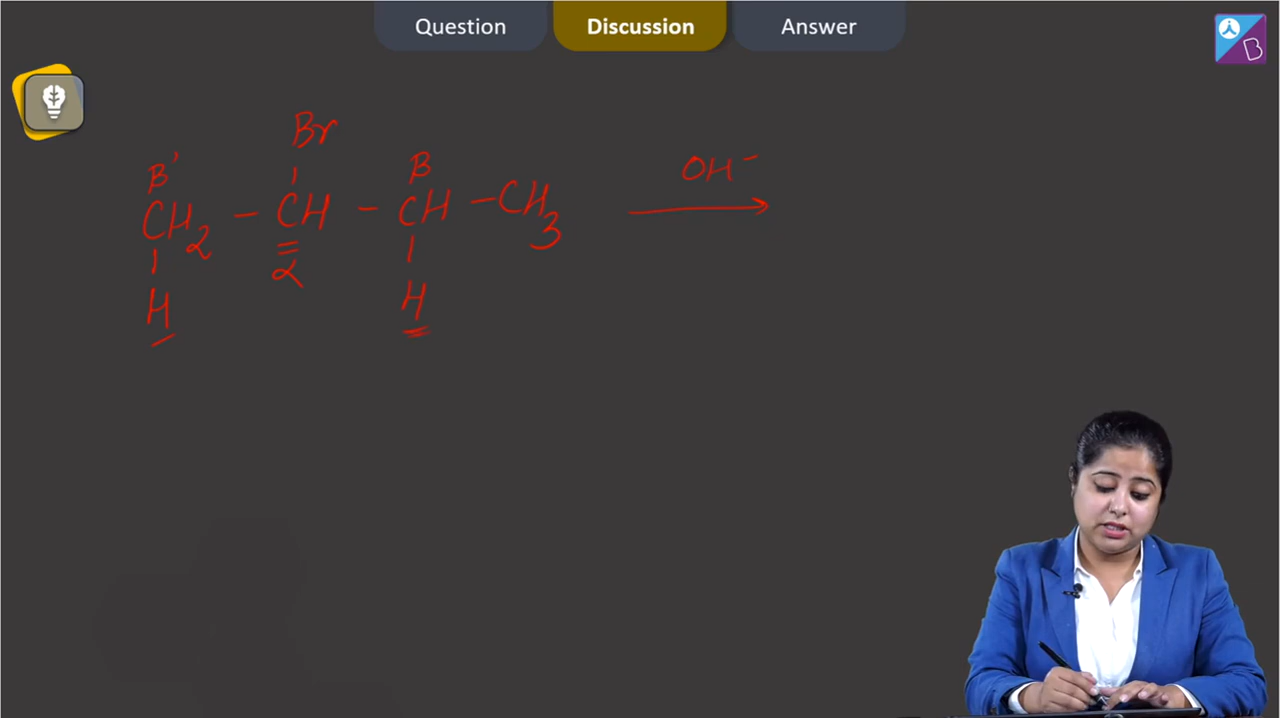 Question Discussion Answer
B
Br
β' β OH⁻
CH₂ – CH – CH – CH₃ ⟶
α
H H